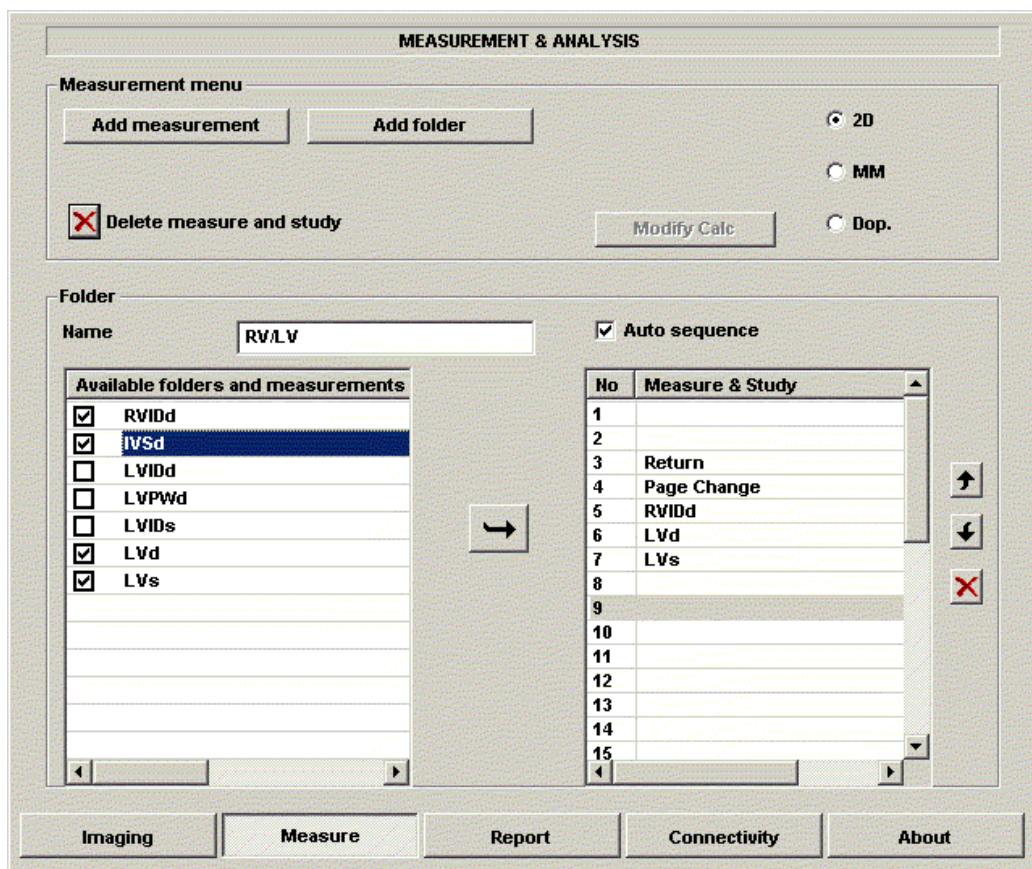 MEASUREMENT & ANALYSIS
Measurement menu
Add measurement
Add folder
2D
MM
Delete measure and study
Modify Calc
Dop.
Folder
Name
RV/LV
Auto sequence
Available folders and measurements
RVIDd
IVSd
LVIDd
LVPWd
LVIDs
LVd
LVs
No Measure & Study
1
2
3 Return
4 Page Change
5 RVIDd
6 LVd
7 LVs
8
9
10
11
12
13
14
15
Imaging
Measure
Report
Connectivity
About